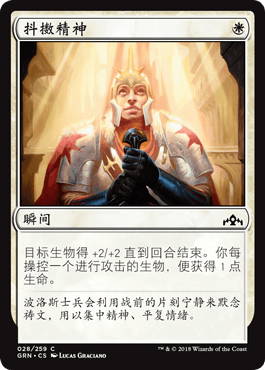 抖擞精神
瞬间
目标生物得+2/+2直到回合结束。你每
操控一个进行攻击的生物，便获得1点
生命。
波洛斯士兵会利用战前的片刻宁静来默念
祷文，用以集中精神、平复情绪。
028/259 C
GRN • CS LUCAS GRACIANO
™ & © 2018 Wizards of the Coast